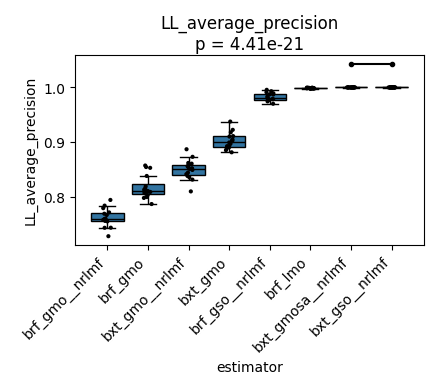 LL_average_precision
p = 4.41e-21
LL_average_precision
1.0
0.9
0.8
brf_gmo__nrlmf
brf_gmo
bxt_gmo__nrlmf
bxt_gmo
brf_gso__nrlmf
brf_lmo
bxt_gmosa__nrlmf
bxt_gso__nrlmf
estimator